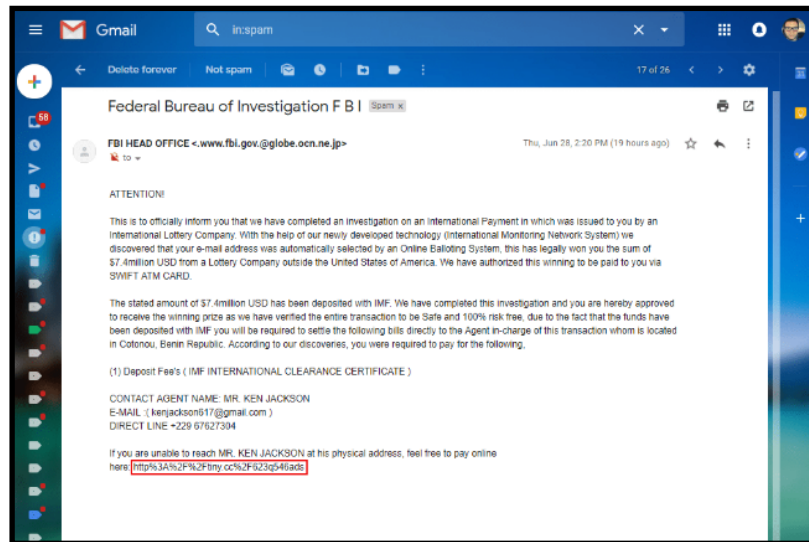 Gmail
in:spam
Delete forever
Not spam
17 of 26
58
Federal Bureau of Investigation F B I
Spam x
FBI HEAD OFFICE <.www.fbi.gov.@globe.ocn.ne.jp>
Thu, Jun 28, 2:20 PM (19 hours ago)
to
ATTENTION!
This is to officially inform you that we have completed an investigation on an International Payment in which was issued to you by an
International Lottery Company. With the help of our newly developed technology (International Monitoring Network System) we
discovered that your e-mail address was automatically selected by an Online Balloting System, this has legally won you the sum of
$7.4million USD from a Lottery Company outside the United States of America. We have authorized this winning to be paid to you via
SWIFT ATM CARD.
The stated amount of $7.4million USD has been deposited with IMF. We have completed this investigation and you are hereby approved
to receive the winning prize as we have verified the entire transaction to be Safe and 100% risk free, due to the fact that the funds have
been deposited with IMF you will be required to settle the following bills directly to the Agent in-charge of this transaction whom is located
in Cotonou, Benin Republic. According to our discoveries, you were required to pay for the following,
(1) Deposit Fee's ( IMF INTERNATIONAL CLEARANCE CERTIFICATE )
CONTACT AGENT NAME: MR. KEN JACKSON
E-MAIL :( kenjackson617@gmail.com )
DIRECT LINE +229 67627304
If you are unable to reach MR. KEN JACKSON at his physical address, feel free to pay online
here: http%3A%2F%2Ftiny.cc%2F623q546ads